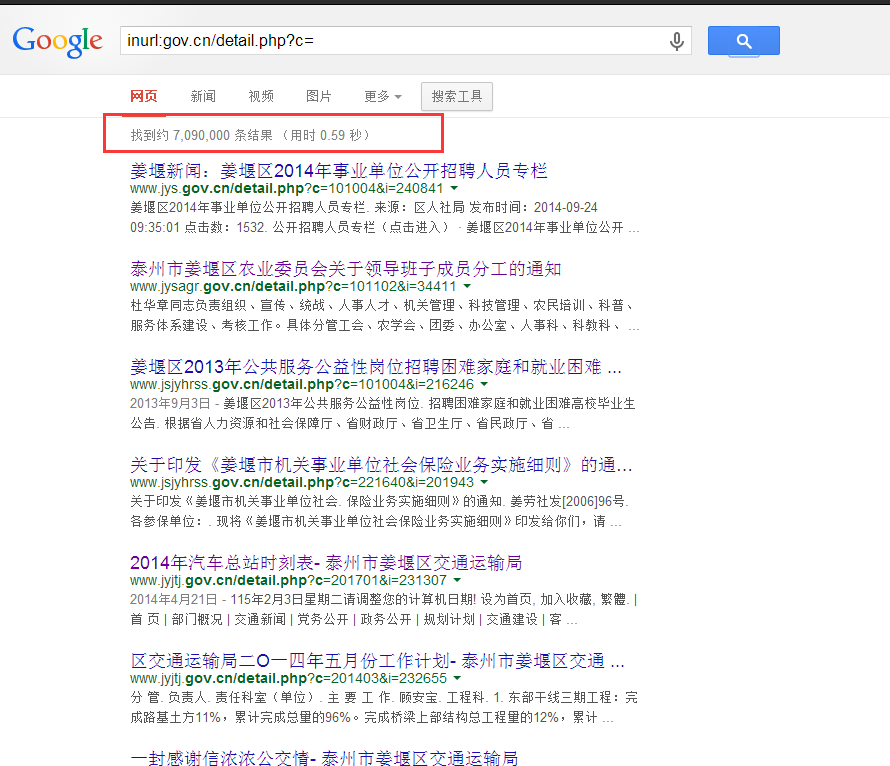 Google
inurl:gov.cn/detail.php?c=
网页 新闻 视频 图片 更多 搜索工具
找到约 7,090,000 条结果 （用时 0.59 秒）
姜堰新闻：姜堰区2014年事业单位公开招聘人员专栏
www.jys.gov.cn/detail.php?c=101004&i=240841
姜堰区2014年事业单位公开招聘人员专栏. 来源：区人社局 发布时间：2014-09-24
09:35:01 点击数：1532. 公开招聘人员专栏（点击进入） · 姜堰区2014年事业单位公开 ...
泰州市姜堰区农业委员会关于领导班子成员分工的通知
www.jysagr.gov.cn/detail.php?c=101102&i=34411
杜华章同志负责组织、宣传、统战、人事人才、机关管理、科技管理、农民培训、科普、
服务体系建设、考核工作。具体分管工会、农学会、团委、办公室、人事科、科教科、 ...
姜堰区2013年公共服务公益性岗位招聘困难家庭和就业困难 ...
www.jsjyhrss.gov.cn/detail.php?c=101004&i=216246
2013年9月3日 - 姜堰区2013年公共服务公益性岗位. 招聘困难家庭和就业困难高校毕业生
公告. 根据省人力资源和社会保障厅、省财政厅、省卫生厅、省民政厅、省 ...
关于印发《姜堰市机关事业单位社会保险业务实施细则》的通...
www.jsjyhrss.gov.cn/detail.php?c=221640&i=201943
关于印发《姜堰市机关事业单位社会. 保险业务实施细则》的通知. 姜劳社发[2006]96号.
各参保单位：. 现将《姜堰市机关事业单位社会保险业务实施细则》印发给你们，请 ...
2014年汽车总站时刻表- 泰州市姜堰区交通运输局
www.jyjtj.gov.cn/detail.php?c=201701&i=231307
2014年4月21日 - 115年2月3日星期二请调整您的计算机日期! 设为首页, 加入收藏, 繁體. |
首 页 | 部门概况 | 交通新闻 | 党务公开 | 政务公开 | 规划计划 | 交通建设 | 客 ...
区交通运输局二O一四年五月份工作计划- 泰州市姜堰区交通 ...
www.jyjtj.gov.cn/detail.php?c=201403&i=232655
分 管. 负责人. 责任科室（单位）. 主 要 工 作. 顾安宏. 工程科. 1. 东部干线三期工程：完
成路基土方11%，累计完成总量的96%。完成桥梁上部结构总工程量的12%，累计 ...
一封感谢信浓浓公交情- 泰州市姜堰区交通运输局